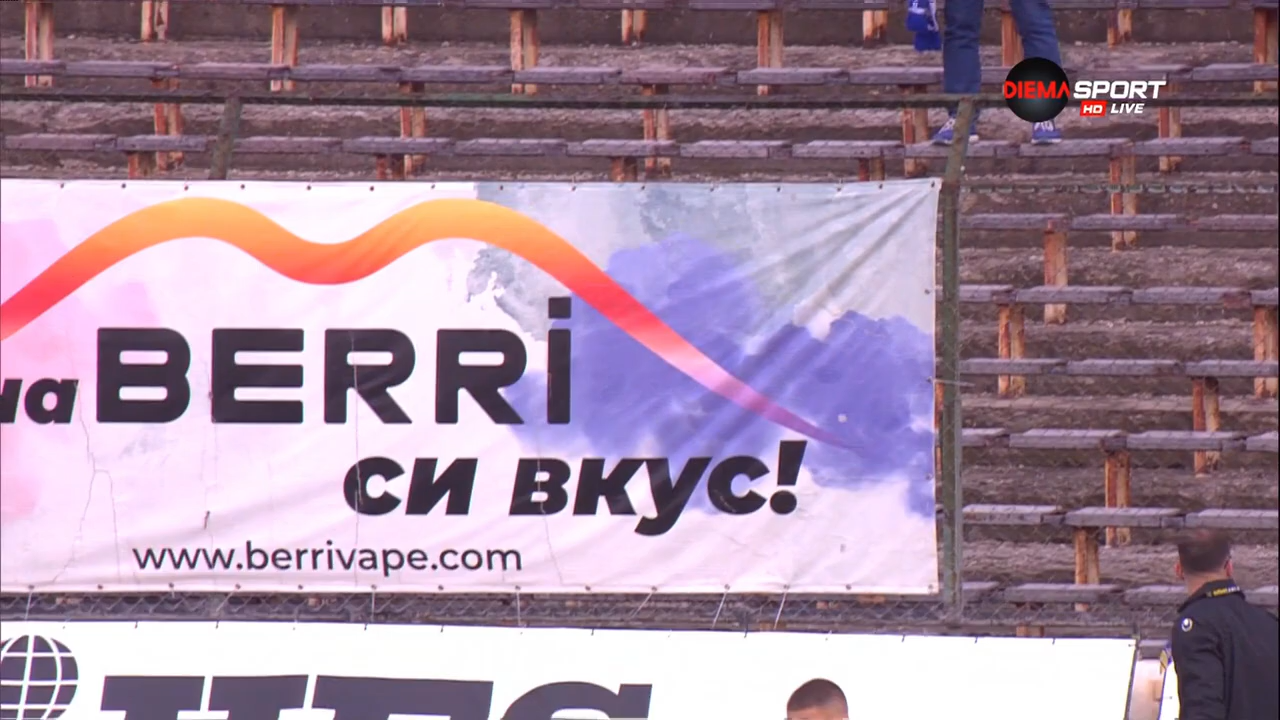 DIEMA SPORT
HD LIVE
на BERRi
си вкус!
www.berrivape.com